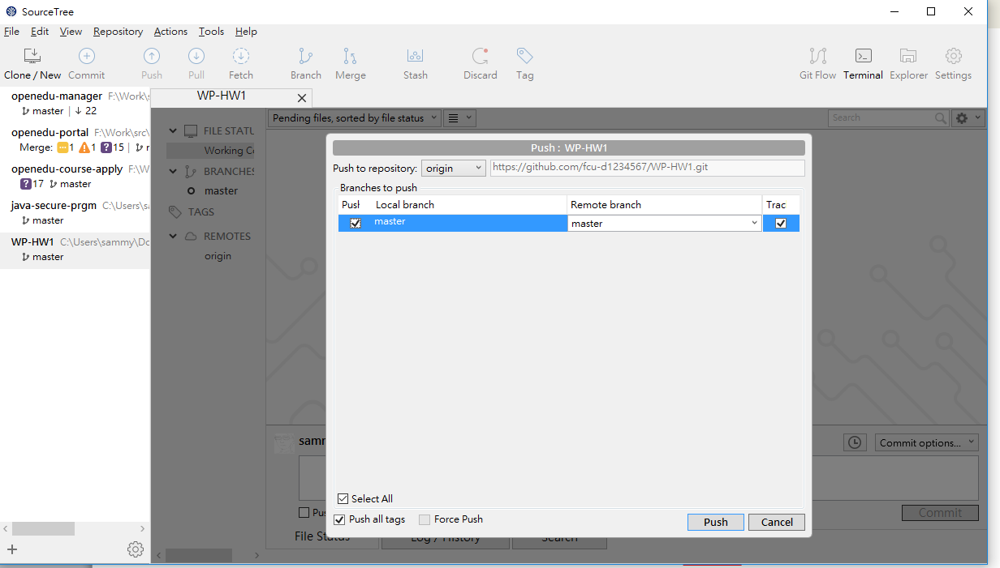 SourceTree
File Edit View Repository Actions Tools Help
Clone / New Commit Push Pull Fetch Branch Merge Stash Discard Tag Git Flow Terminal Explorer Settings
openedu-manager F:\Work\s
master | 22
openedu-portal F:\Work\src\
Merge: 1 1 ? 15 | r
openedu-course-apply F:\W
? 17 master
java-secure-prgm C:\Users\sa
master
WP-HW1 C:\Users\sammy\Do
master
WP-HW1
FILE STATU
Working Co
BRANCHES
master
TAGS
REMOTES
origin
Pending files, sorted by file status
Search
Push : WP-HW1
Push to repository: origin https://github.com/fcu-d1234567/WP-HW1.git
Branches to push
Push Local branch Remote branch Trac
master master
Select All
Push all tags Force Push Push Cancel
samm
Commit options...
Pus
Commit
File Status Log / History Search